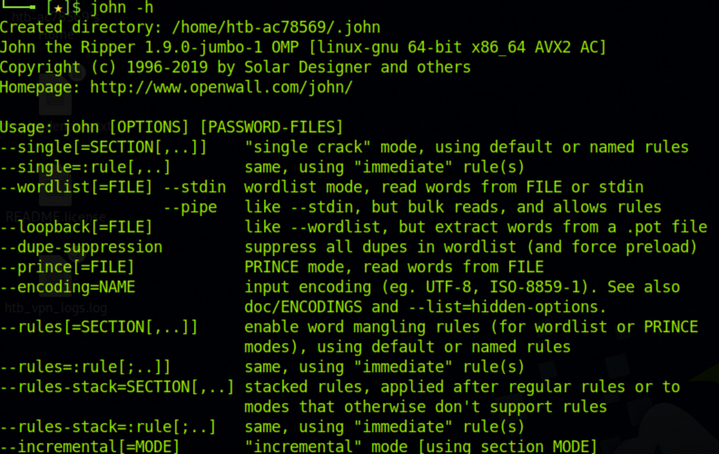 [★]$ john -h
Created directory: /home/htb-ac78569/.john
John the Ripper 1.9.0-jumbo-1 OMP [linux-gnu 64-bit x86_64 AVX2 AC]
Copyright (c) 1996-2019 by Solar Designer and others
Homepage: http://www.openwall.com/john/

Usage: john [OPTIONS] [PASSWORD-FILES]
--single[=SECTION[,..]]    "single crack" mode, using default or named rules
--single=:rule[,..]        same, using "immediate" rule(s)
--wordlist[=FILE] --stdin  wordlist mode, read words from FILE or stdin
                  --pipe   like --stdin, but bulk reads, and allows rules
--loopback[=FILE]          like --wordlist, but extract words from a .pot file
--dupe-suppression         suppress all dupes in wordlist (and force preload)
--prince[=FILE]            PRINCE mode, read words from FILE
--encoding=NAME            input encoding (eg. UTF-8, ISO-8859-1). See also
                           doc/ENCODINGS and --list=hidden-options.
--rules[=SECTION[,..]]     enable word mangling rules (for wordlist or PRINCE
                           modes), using default or named rules
--rules=:rule[;..]]        same, using "immediate" rule(s)
--rules-stack=SECTION[,..] stacked rules, applied after regular rules or to
                           modes that otherwise don't support rules
--rules-stack=:rule[;..]   same, using "immediate" rule(s)
--incremental[=MODE]       "incremental" mode [using section MODE]
README.license
htb_vpn_logs.log